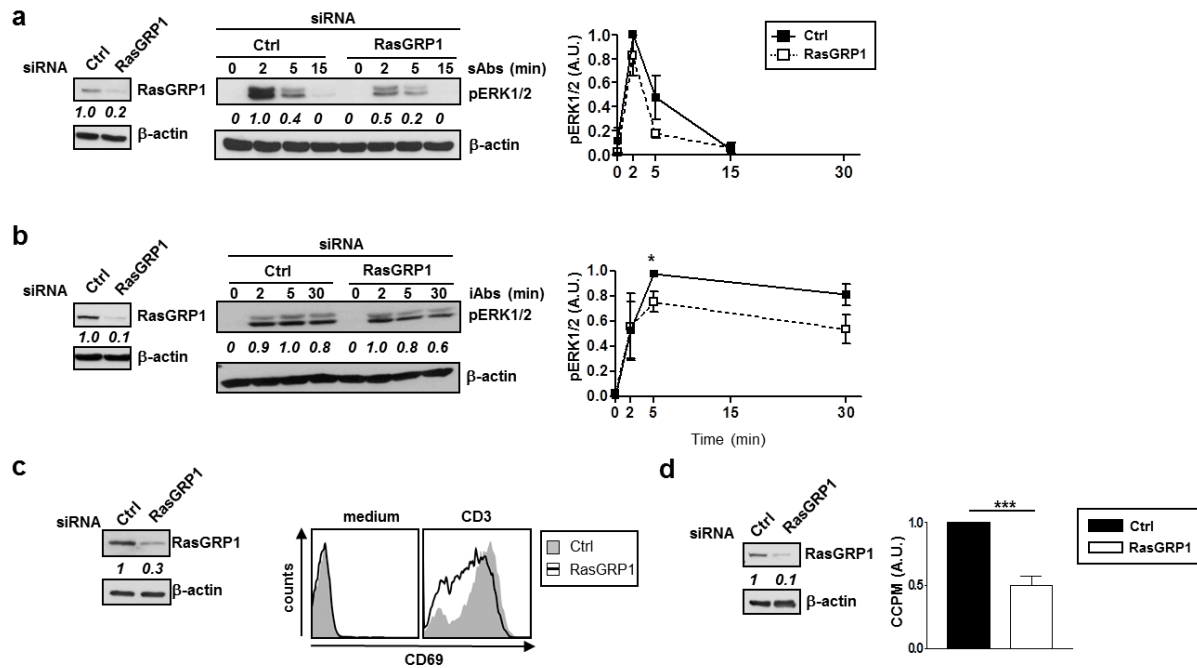 a
siRNA
Ctrl RasGRP1
RasGRP1
1.0 0.2
β-actin
siRNA
Ctrl RasGRP1
0 2 5 15 0 2 5 15 sAbs (min)
pERK1/2
0 1.0 0.4 0 0 0.5 0.2 0
β-actin
pERK1/2 (A.U.)
1.0
0.8
0.6
0.4
0.2
0.0
0 2 5 15 30
Ctrl
RasGRP1
b
siRNA
Ctrl RasGRP1
RasGRP1
1.0 0.1
β-actin
siRNA
Ctrl RasGRP1
0 2 5 30 0 2 5 30 iAbs (min)
pERK1/2
0 0.9 1.0 0.8 0 1.0 0.8 0.6
β-actin
pERK1/2 (A.U.)
*
1.0
0.8
0.6
0.4
0.2
0.0
0 2 5 15 30
Time (min)
c
siRNA
Ctrl RasGRP1
RasGRP1
1 0.3
β-actin
medium CD3
counts
CD69
Ctrl
RasGRP1
d
siRNA
Ctrl RasGRP1
RasGRP1
1 0.1
β-actin
CCPM (A.U.)
1.0
0.5
0.0
***
Ctrl
RasGRP1